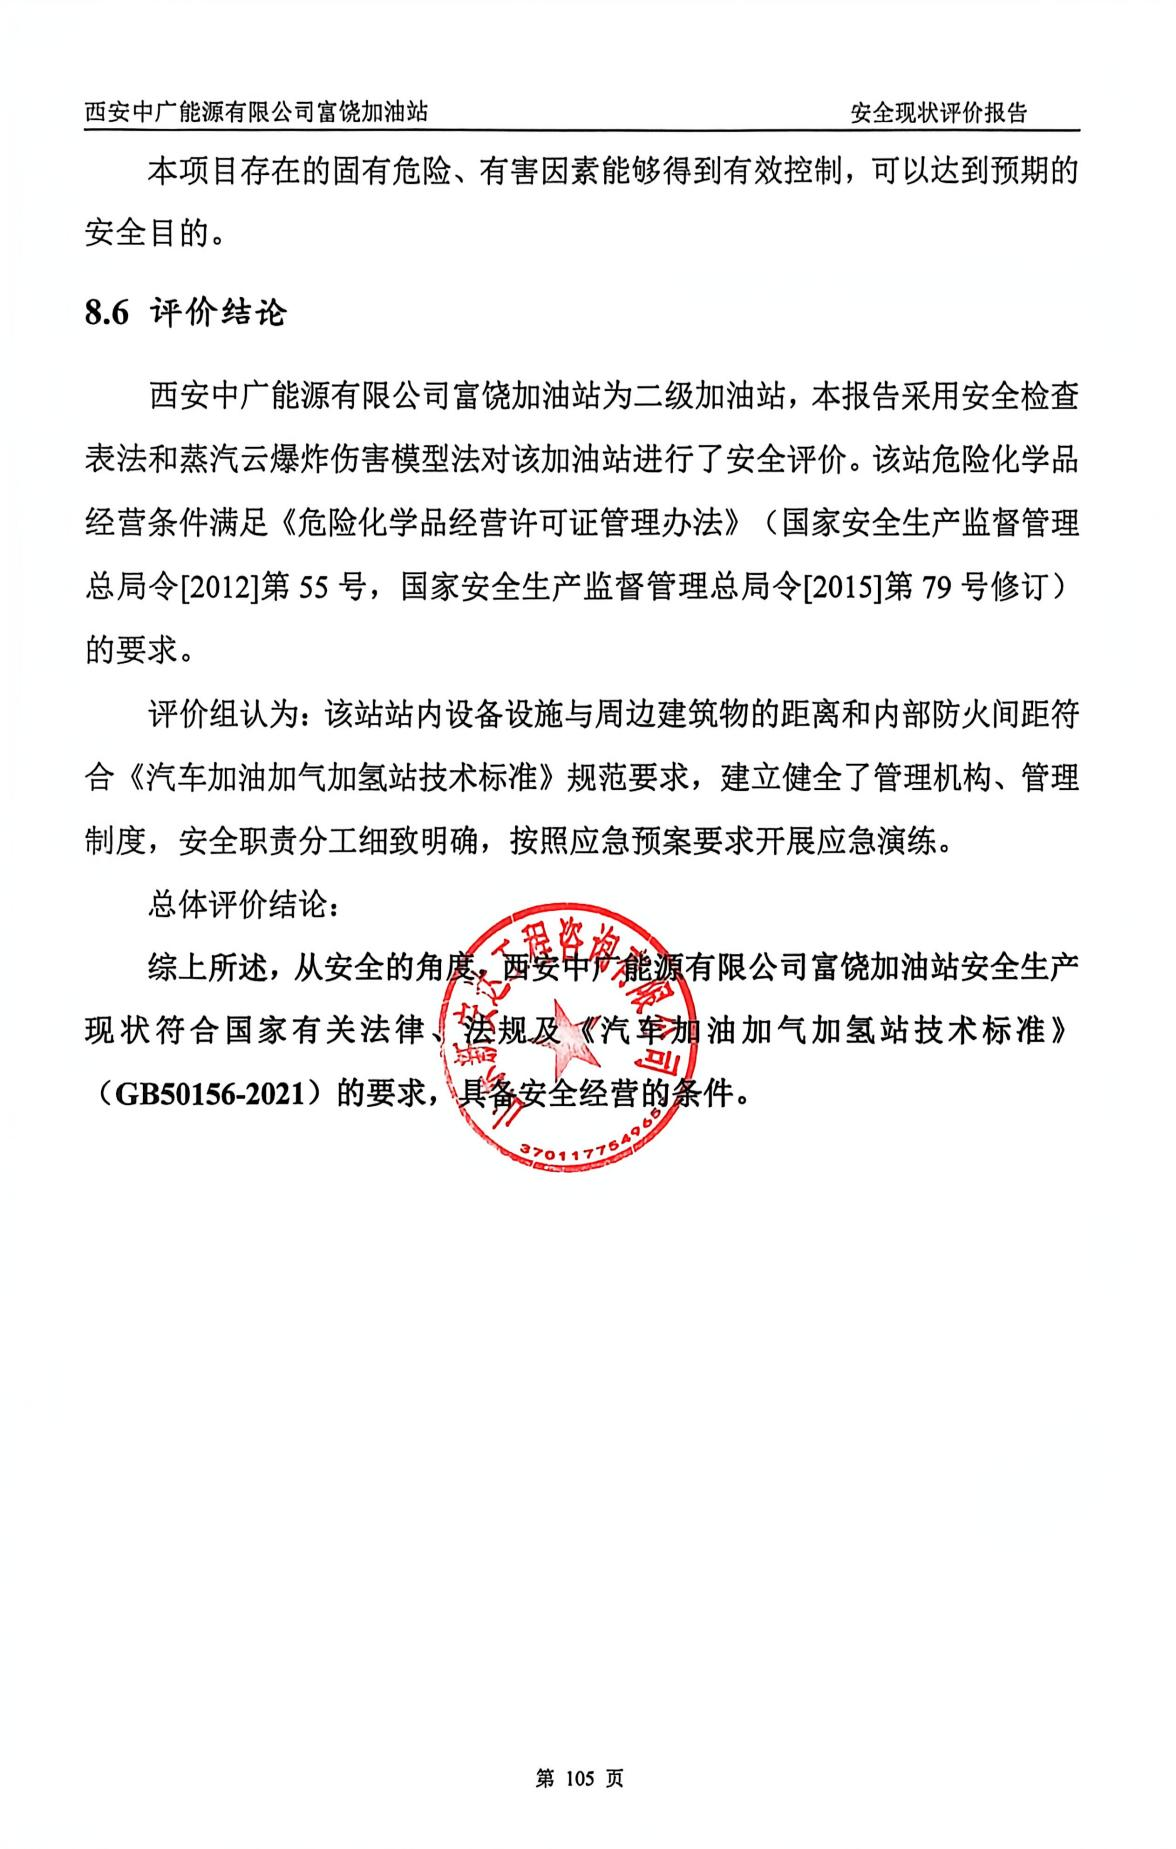 西安中广能源有限公司富饶加油站 安全现状评价报告
本项目存在的固有危险、有害因素能够得到有效控制，可以达到预期的
安全目的。
8.6 评价结论
西安中广能源有限公司富饶加油站为二级加油站，本报告采用安全检查
表法和蒸汽云爆炸伤害模型法对该加油站进行了安全评价。该站危险化学品
经营条件满足《危险化学品经营许可证管理办法》（国家安全生产监督管理
总局令[2012]第 55 号，国家安全生产监督管理总局令[2015]第 79 号修订）
的要求。
评价组认为：该站站内设备设施与周边建筑物的距离和内部防火间距符
合《汽车加油加气加氢站技术标准》规范要求，建立健全了管理机构、管理
制度，安全职责分工细致明确，按照应急预案要求开展应急演练。
总体评价结论：
综上所述，从安全的角度，西安中广能源有限公司富饶加油站安全生产
现状符合国家有关法律、法规及《汽车加油加气加氢站技术标准》
（GB50156-2021）的要求，具备安全经营的条件。
工程咨询有限公司
第 105 页